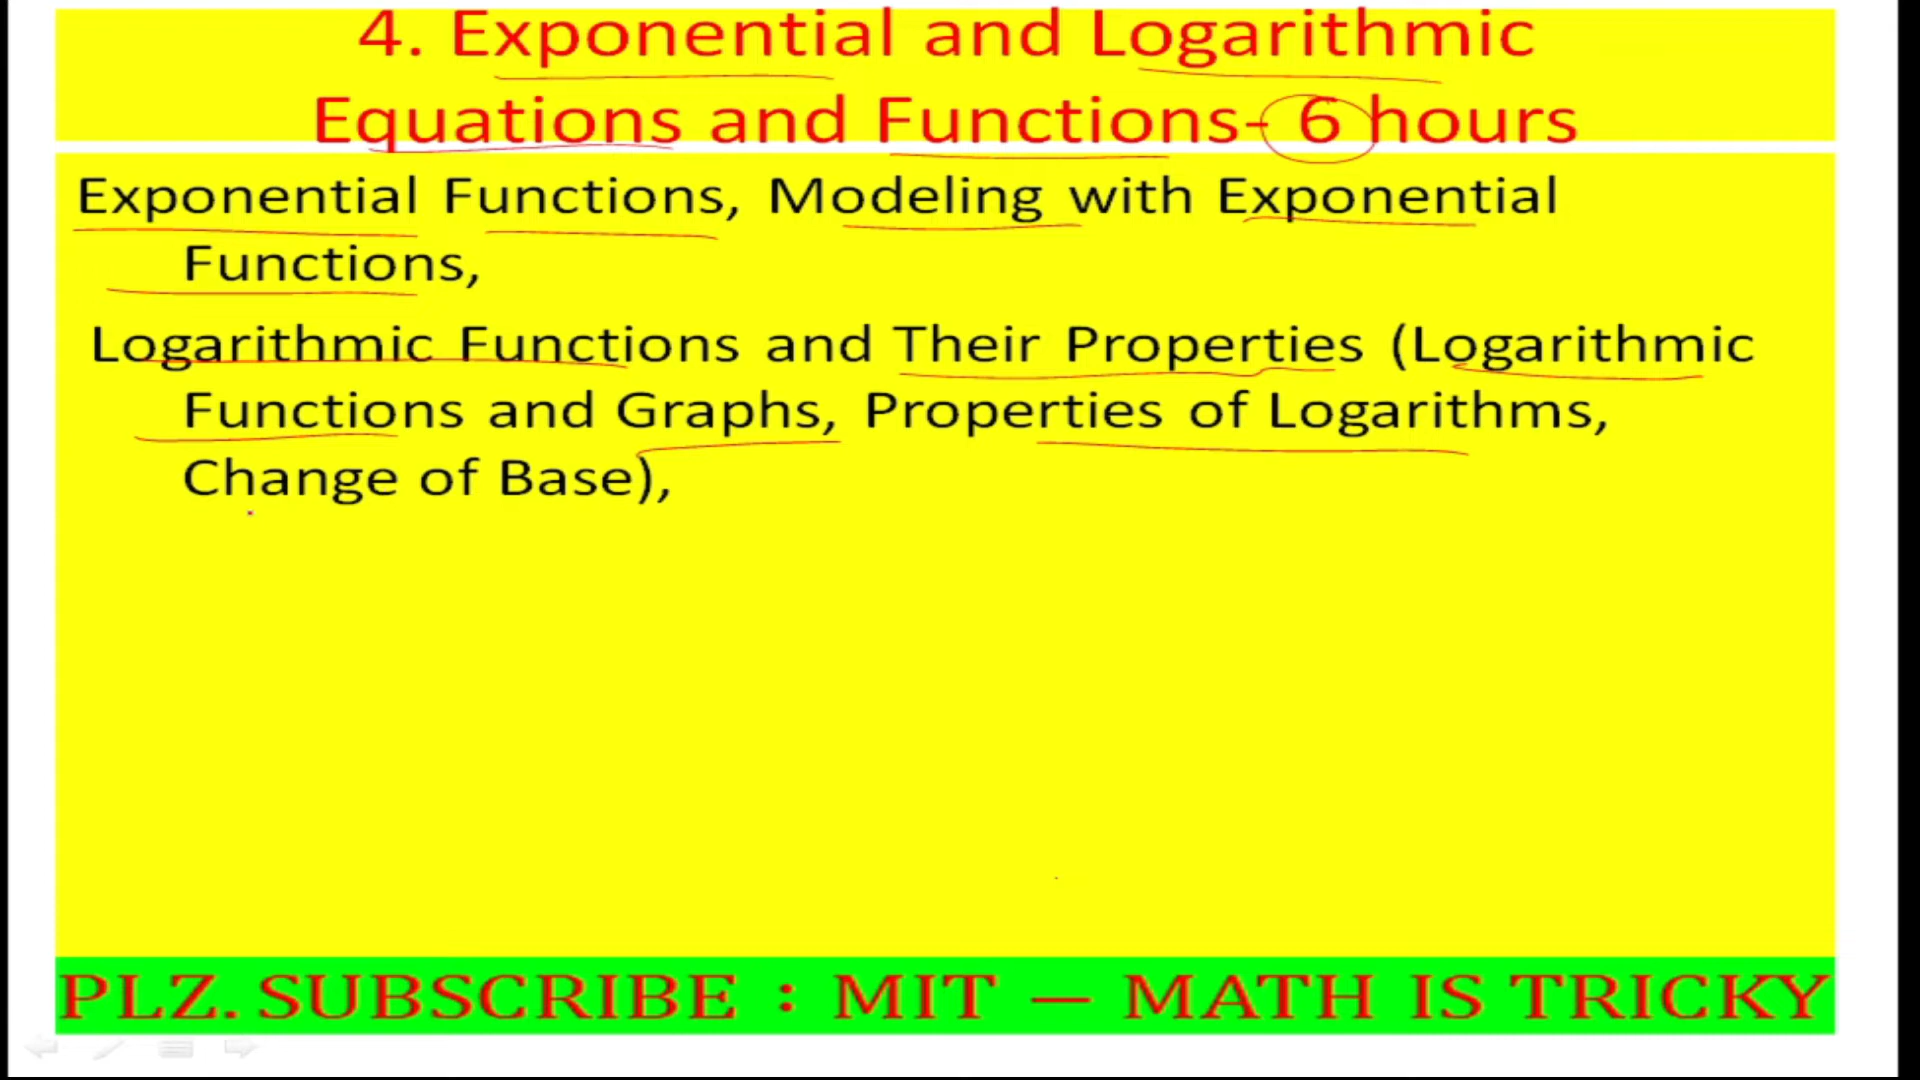 4. Exponential and Logarithmic
Equations and Functions- 6 hours
Exponential Functions, Modeling with Exponential
Functions,
Logarithmic Functions and Their Properties (Logarithmic
Functions and Graphs, Properties of Logarithms,
Change of Base),
PLZ. SUBSCRIBE : MIT – MATH IS TRICKY